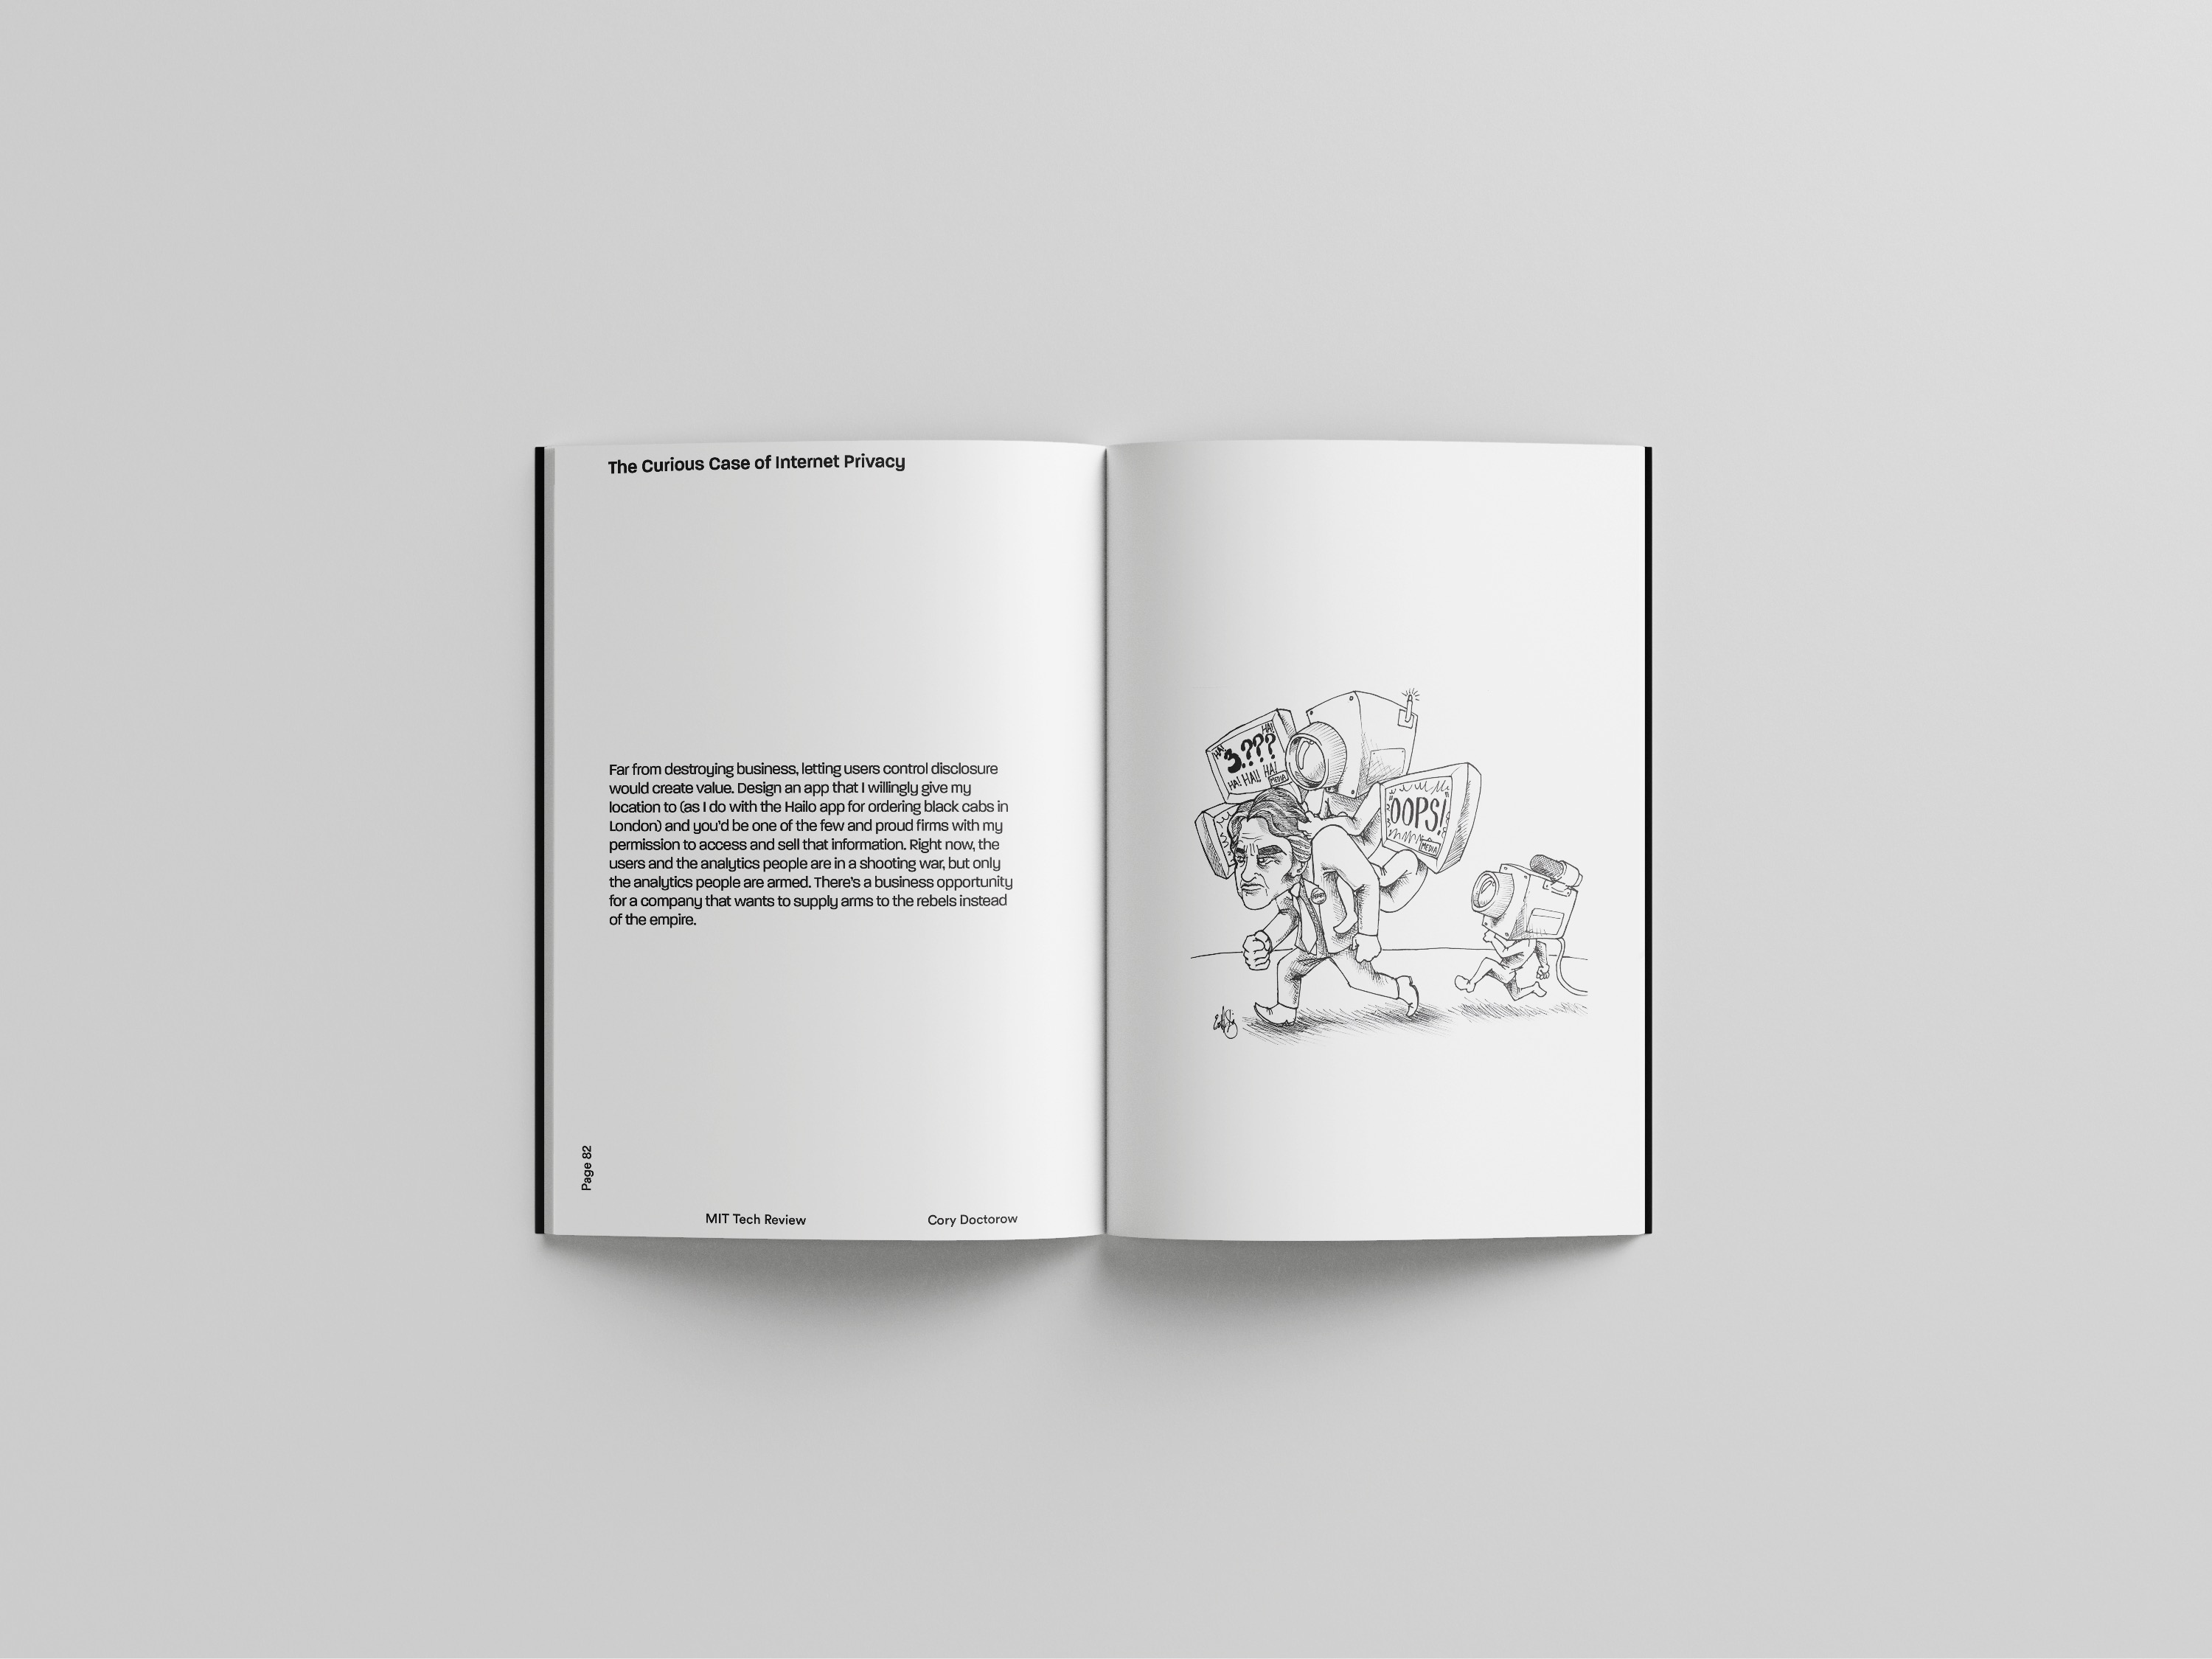 The Curious Case of Internet Privacy
Far from destroying business, letting users control disclosure
would create value. Design an app that I willingly give my
location to (as I do with the Hailo app for ordering black cabs in
London) and you'd be one of the few and proud firms with my
permission to access and sell that information. Right now, the
users and the analytics people are in a shooting war, but only
the analytics people are armed. There's a business opportunity
for a company that wants to supply arms to the rebels instead
of the empire.
Page 82
MIT Tech Review
Cory Doctorow
HA!
HA!
3.???
HA! HA!! HA!
MEDIA
OOPS!
MEDIA